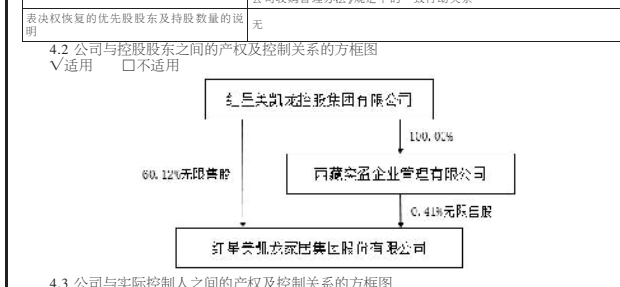 表决权恢复的优先股股东及持股数量的说
明
无
4.2 公司与控股股东之间的产权及控制关系的方框图
√适用 □不适用
红星美凯龙控股集团有限公司
100.00%
60.12%无限售股
西藏奕盈企业管理有限公司
0.41%无限售股
红星美凯龙家居集团股份有限公司
4.3 公司与实际控制人之间的产权及控制关系的方框图